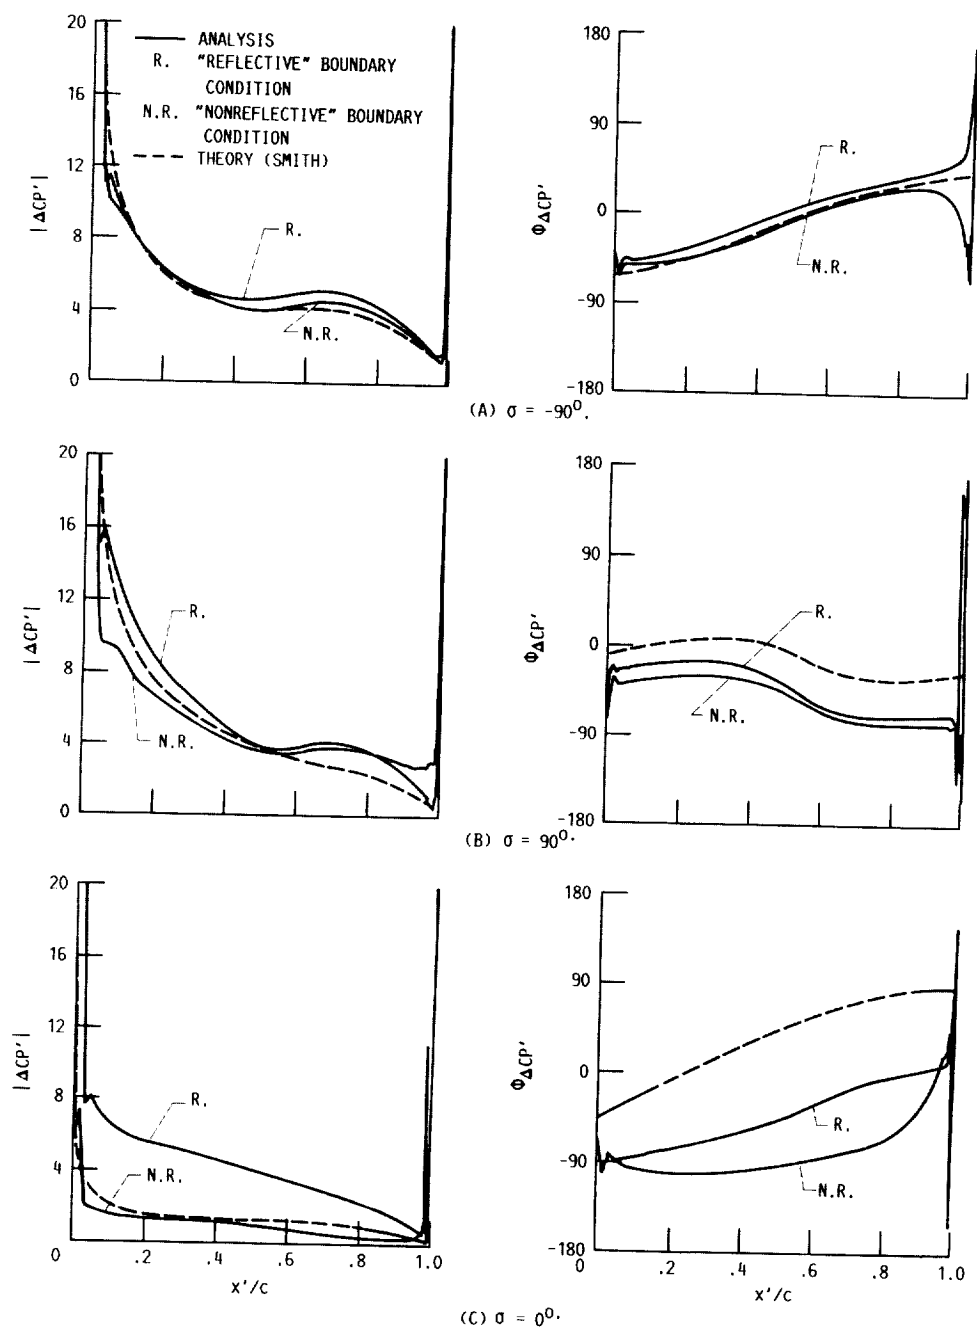 20
16
12
8
4
0
|ΔCP'|
ANALYSIS
R. "REFLECTIVE" BOUNDARY
CONDITION
N.R. "NONREFLECTIVE" BOUNDARY
CONDITION
THEORY (SMITH)
R.
N.R.
180
90
0
-90
-180
ΦΔCP'
R.
N.R.
(A) σ = -90⁰.
20
16
12
8
4
0
|ΔCP'|
R.
N.R.
180
90
0
-90
-180
ΦΔCP'
R.
N.R.
(B) σ = 90⁰.
20
16
12
8
4
0
|ΔCP'|
R.
N.R.
.2 .4 .6 .8 1.0
x'/c
180
90
0
-90
-180
ΦΔCP'
R.
N.R.
0 .2 .4 .6 .8 1.0
x'/c
(C) σ = 0⁰.